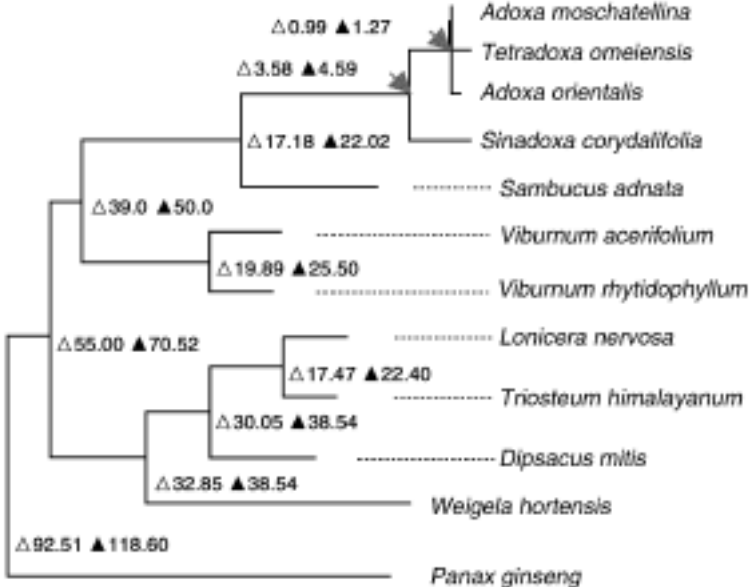 Adoxa moschatellina
△0.99 ▲1.27
Tetradoxa omeiensis
△3.58 ▲4.59
Adoxa orientalis
△17.18 ▲22.02
Sinadoxa corydalifolia
Sambucus adnata
△39.0 ▲50.0
Viburnum acerifolium
△19.89 ▲25.50
Viburnum rhytidophyllum
Lonicera nervosa
△55.00 ▲70.52
△17.47 ▲22.40
Triosteum himalayanum
△30.05 ▲38.54
Dipsacus mitis
△32.85 ▲38.54
Weigela hortensis
△92.51 ▲118.60
Panax ginseng